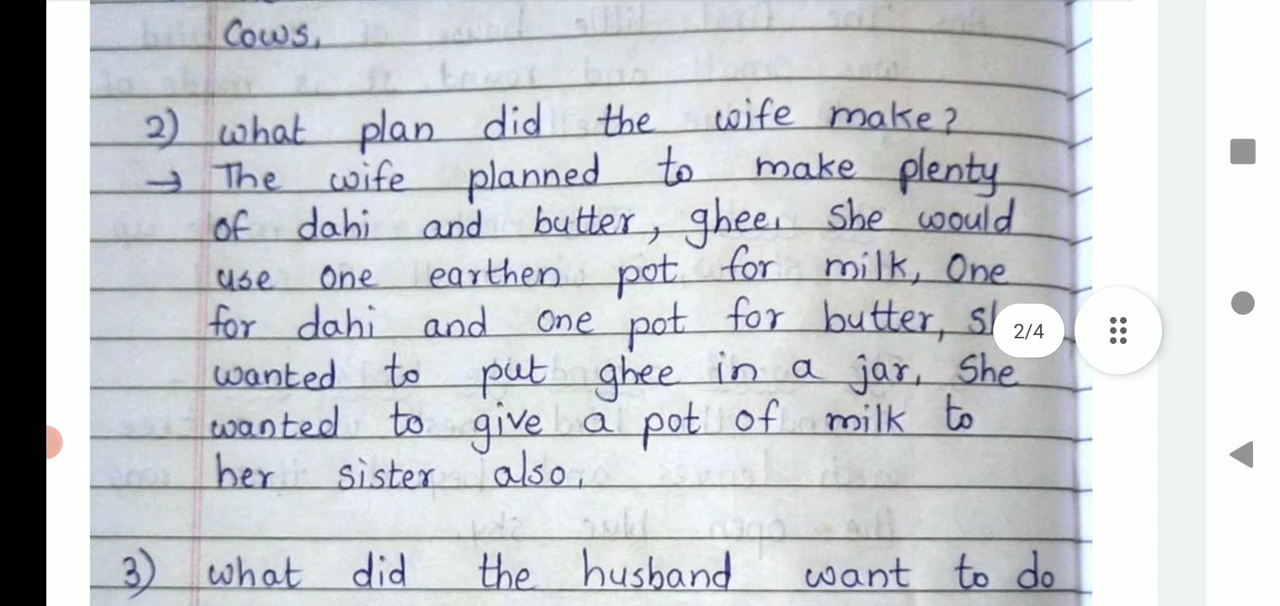 Cows.
2) what plan did the wife make?
→ The wife planned to make plenty
of dahi and butter, ghee. She would
use one earthen pot for milk, One
for dahi and one pot for butter,
2/4
wanted to put ghee in a jar. She
wanted to give a pot of milk to
her sister also.
3) what did the husband want to do